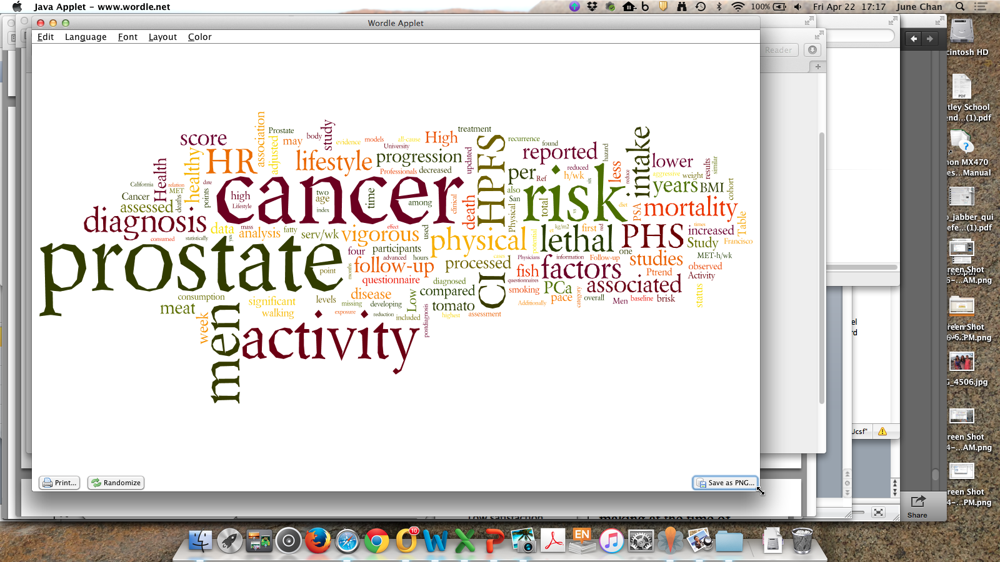 Java Applet - www.wordle.net
100%
Fri Apr 22 17:17 June Chan
Wordle Applet
Edit Language Font Layout Color
Reader
association
Prostate
body
study
treatment
score
adjusted
may
evidence
models
all-cause
High
University
HPFS
recurrence
found
intake
HR
healthy
Health
lifestyle
progression
updated
Professionals
decreased
reported
hazard
less
reduce
lower
results
similar
per
Ref
reduced
h/wk
six
aggressive
weight
California
relation
MET
date
points
deaths
Cancer
assessed
high
Lifestyle
cancer
two
age
index
time
among
clinical
death
also
San
Physical
total
risk
vs
diet
years
BMI
cohort
PSA
mortality
Table
diagnosis
consumed
statistically
data
yes
mass
analysis
fatty
serv/wk
effect
vigorous
used
physical
potential
et
kg/m2
first
red
lethal
PHS
times
increased
Study
Francisco
prostate
four
participants
advanced
hours
cases
Physicians
information
Follow-up
one
MET-h/wk
point
months
follow-up
processed
questionnaire
fish
questionnaires
factors
studies
observed
Ptrend
Activity
diagnosed
CI
smoking
PCa
associated
status
consumption
meat
significant
walking
levels
disease
missing
developing
exposure
reduction
Low
included
compared
tomato
highest
assessment
postdiagnosis
Additionally
pace
category
overall
Men
baseline
brisk
week
men
activity
Print...
Randomize
Save as PNG...
cintosh HD
PDF
tley School
end...(1).pdf
non MX470
es...Manual
o_jabber_qui
efe...(1).pdf
reen Shot
6-...AM.png
reen Shot
6-...PM.png
G_4506.jpg
reen Shot
4-...AM.png
reen Shot
4-...PM.png
el
rd
Ucsf"
Share
10
EN